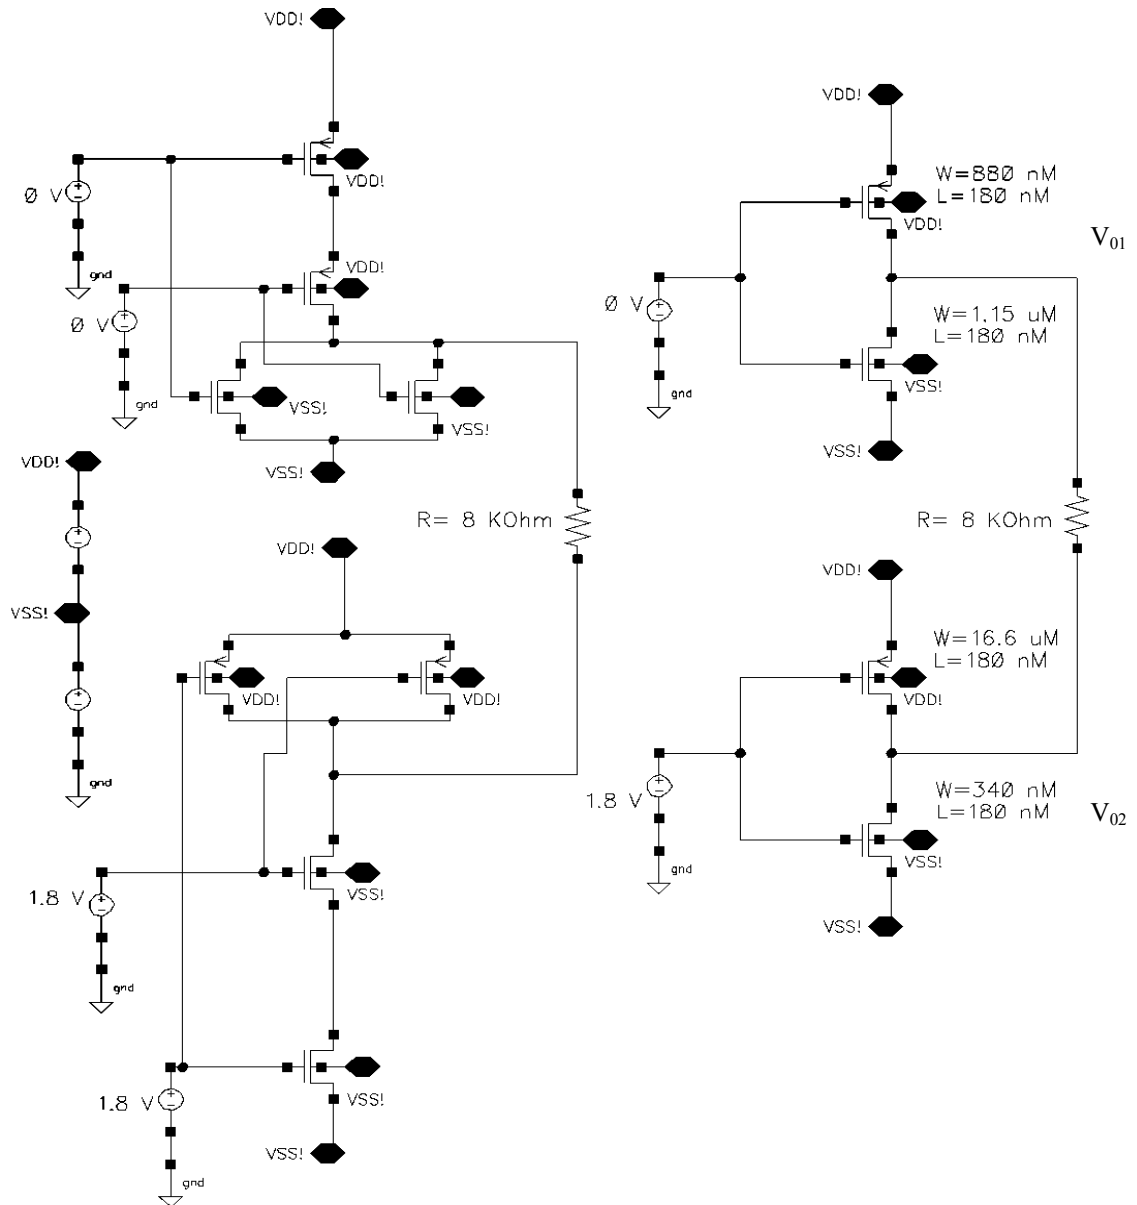 VDD!
VDD!
0 V
gnd
VDD!
0 V
gnd
VSS!
VSS!
VSS!
VDD!
VSS!
gnd
R= 8 KOhm
VDD!
VDD!
VDD!
1.8 V
gnd
VSS!
1.8 V
gnd
VSS!
VSS!
VDD!
W=880 nM
L=180 nM
VDD!
V01
0 V
gnd
W=1.15 uM
L=180 nM
VSS!
VSS!
R= 8 KOhm
VDD!
W=16.6 uM
L=180 nM
VDD!
1.8 V
gnd
W=340 nM
L=180 nM
V02
VSS!
VSS!